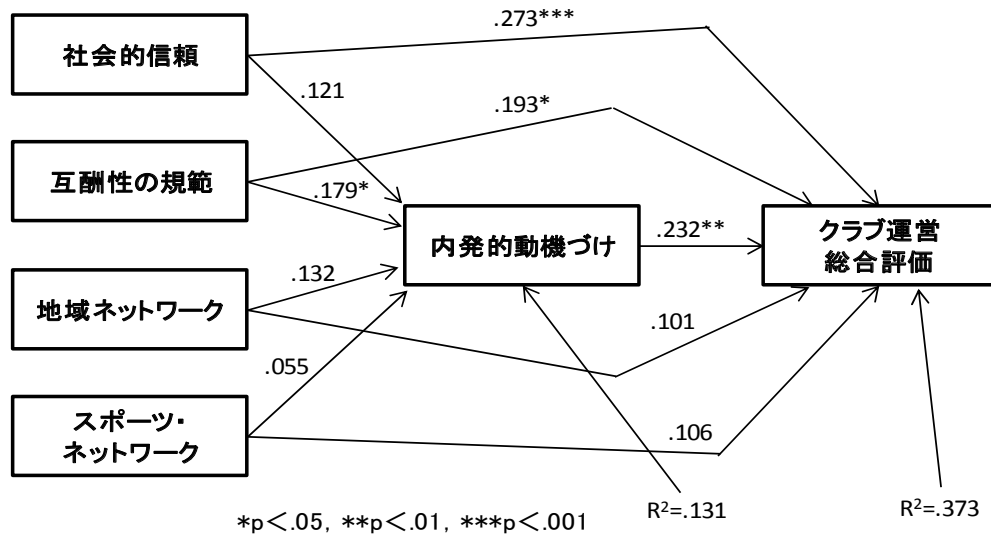 .273***
社会的信頼
.121
.193*
互酬性の規範
.179*
内発的動機づけ
.232**
クラブ運営
総合評価
.132
地域ネットワーク
.101
.055
スポーツ・
ネットワーク
.106
R²=.131
R²=.373
*p＜.05, **p＜.01, ***p＜.001